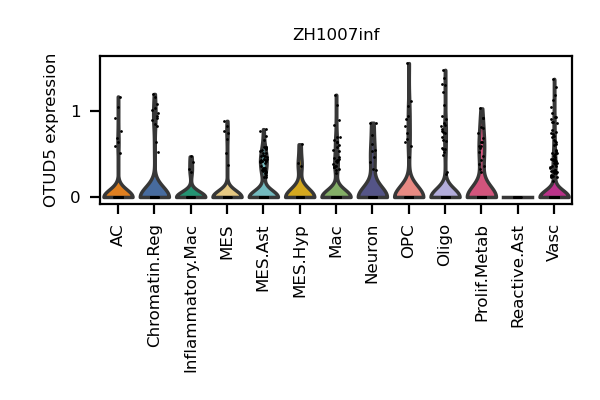 ZH1007inf
OTUD5 expression
1
0
AC
Chromatin.Reg
Inflammatory.Mac
MES
MES.Ast
MES.Hyp
Mac
Neuron
OPC
Oligo
Prolif.Metab
Reactive.Ast
Vasc